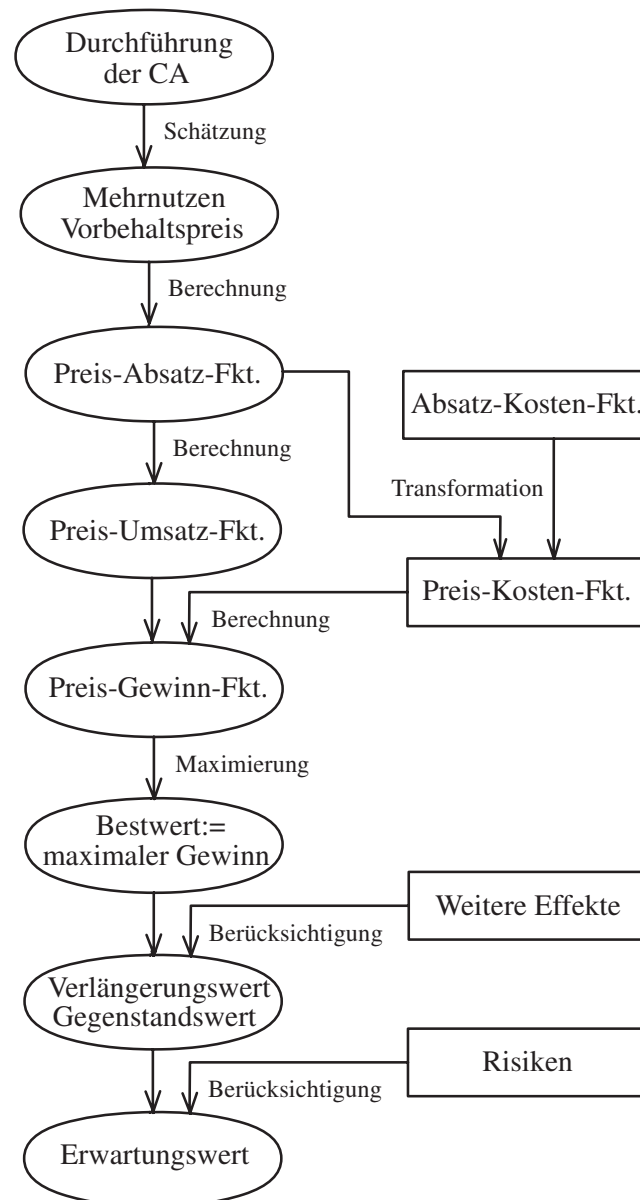 Durchführung
der CA
Schätzung
Mehrnutzen
Vorbehaltspreis
Berechnung
Preis-Absatz-Fkt.
Absatz-Kosten-Fkt.
Berechnung
Transformation
Preis-Umsatz-Fkt.
Preis-Kosten-Fkt.
Berechnung
Preis-Gewinn-Fkt.
Maximierung
Bestwert:=
maximaler Gewinn
Weitere Effekte
Berücksichtigung
Verlängerungswert
Gegenstandswert
Risiken
Berücksichtigung
Erwartungswert